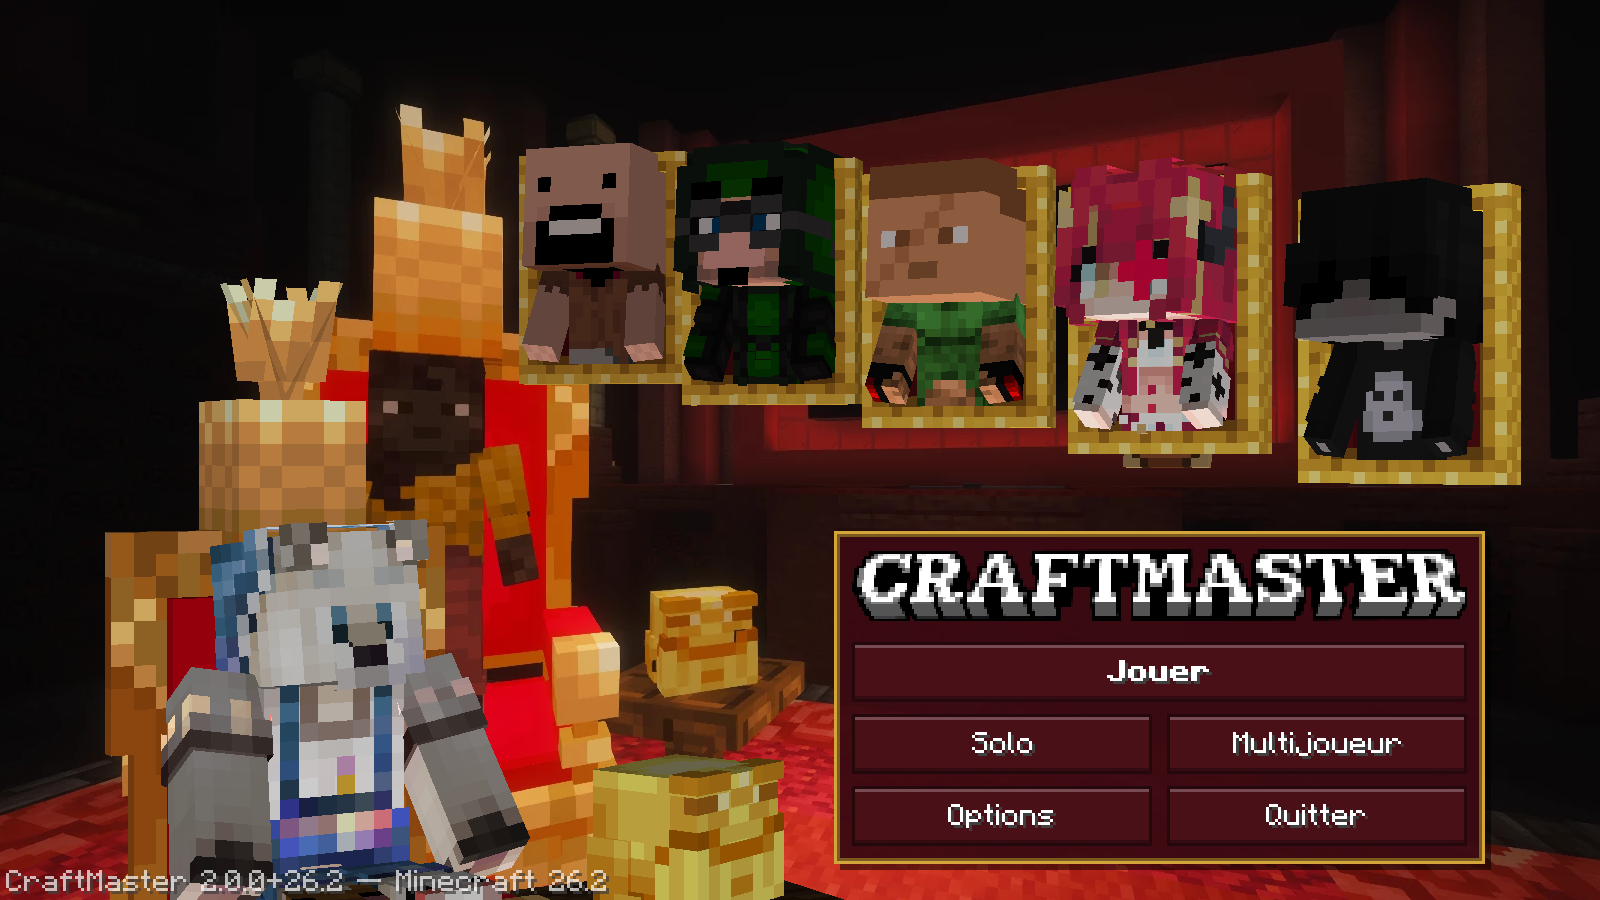 CRAFTMASTER
Jouer
Solo
Multijoueur
Options
Quitter
CraftMaster 2.0.0+26.2 — Minecraft 26.2